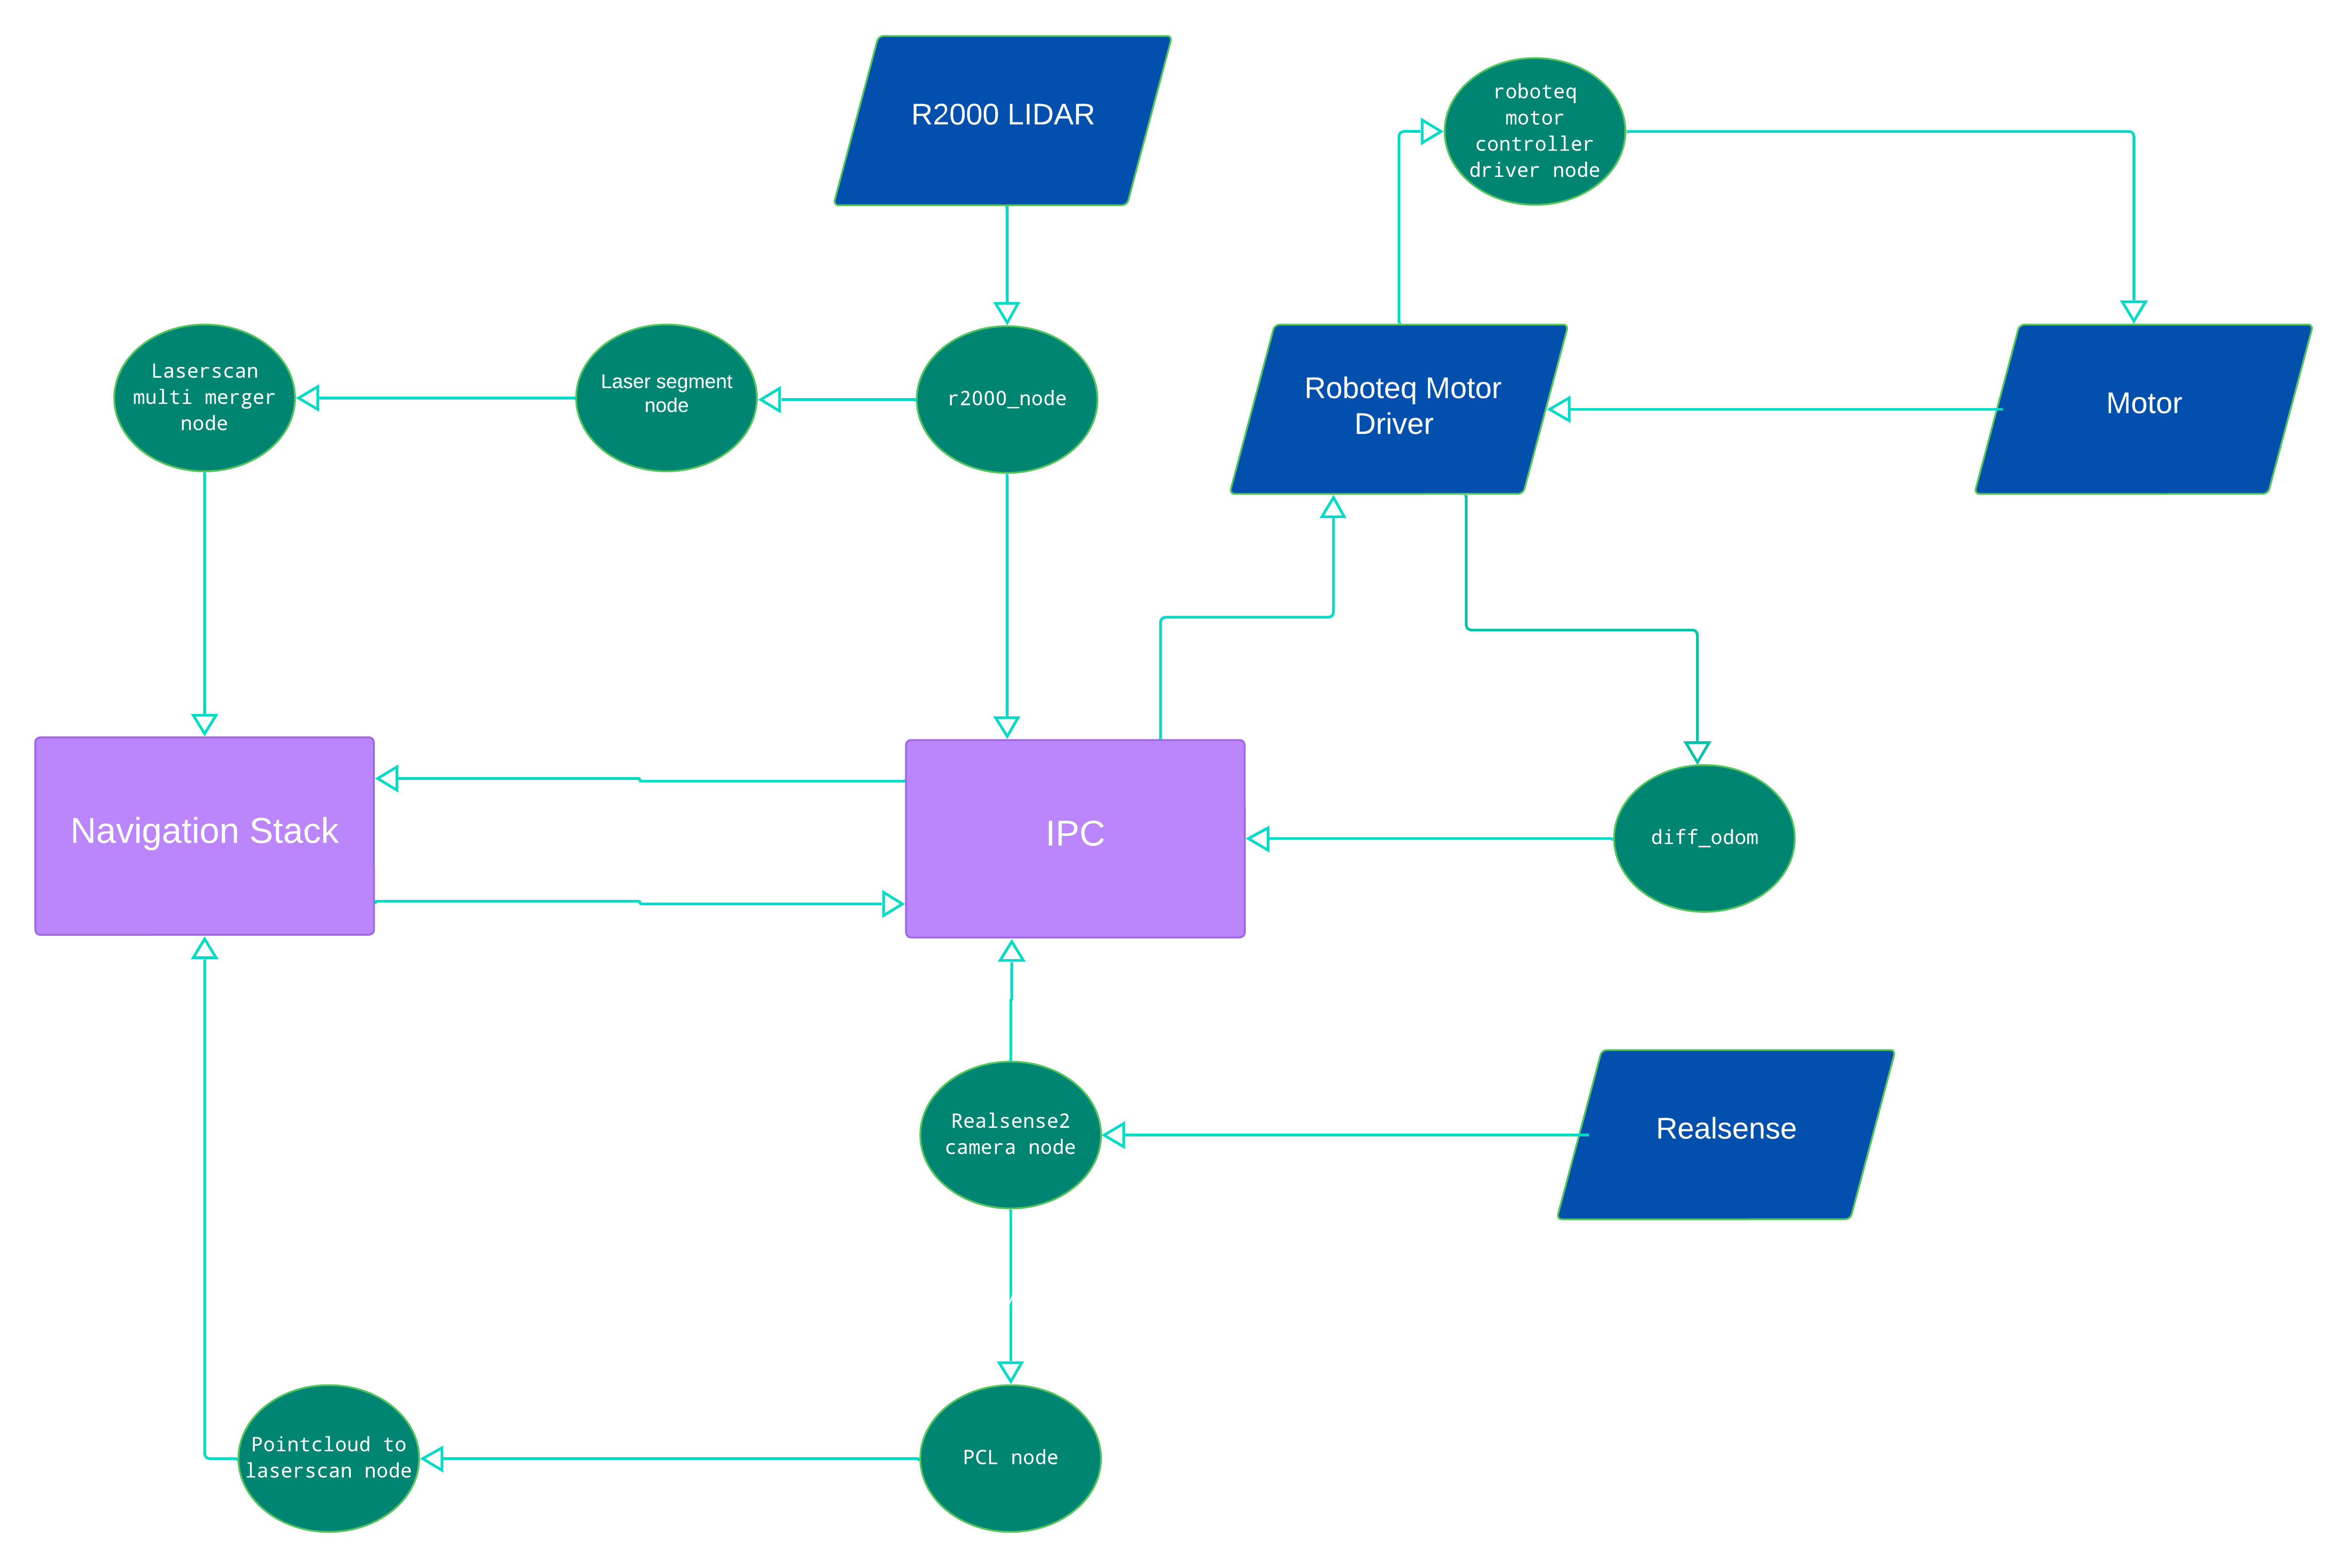 R2000 LIDAR
roboteq
motor
controller
driver node
Laserscan
multi merger
node
Laser segment
node
r2000_node
Roboteq Motor
Driver
Motor
Navigation Stack
IPC
diff_odom
Realsense2
camera node
Realsense
Pointcloud to
laserscan node
PCL node